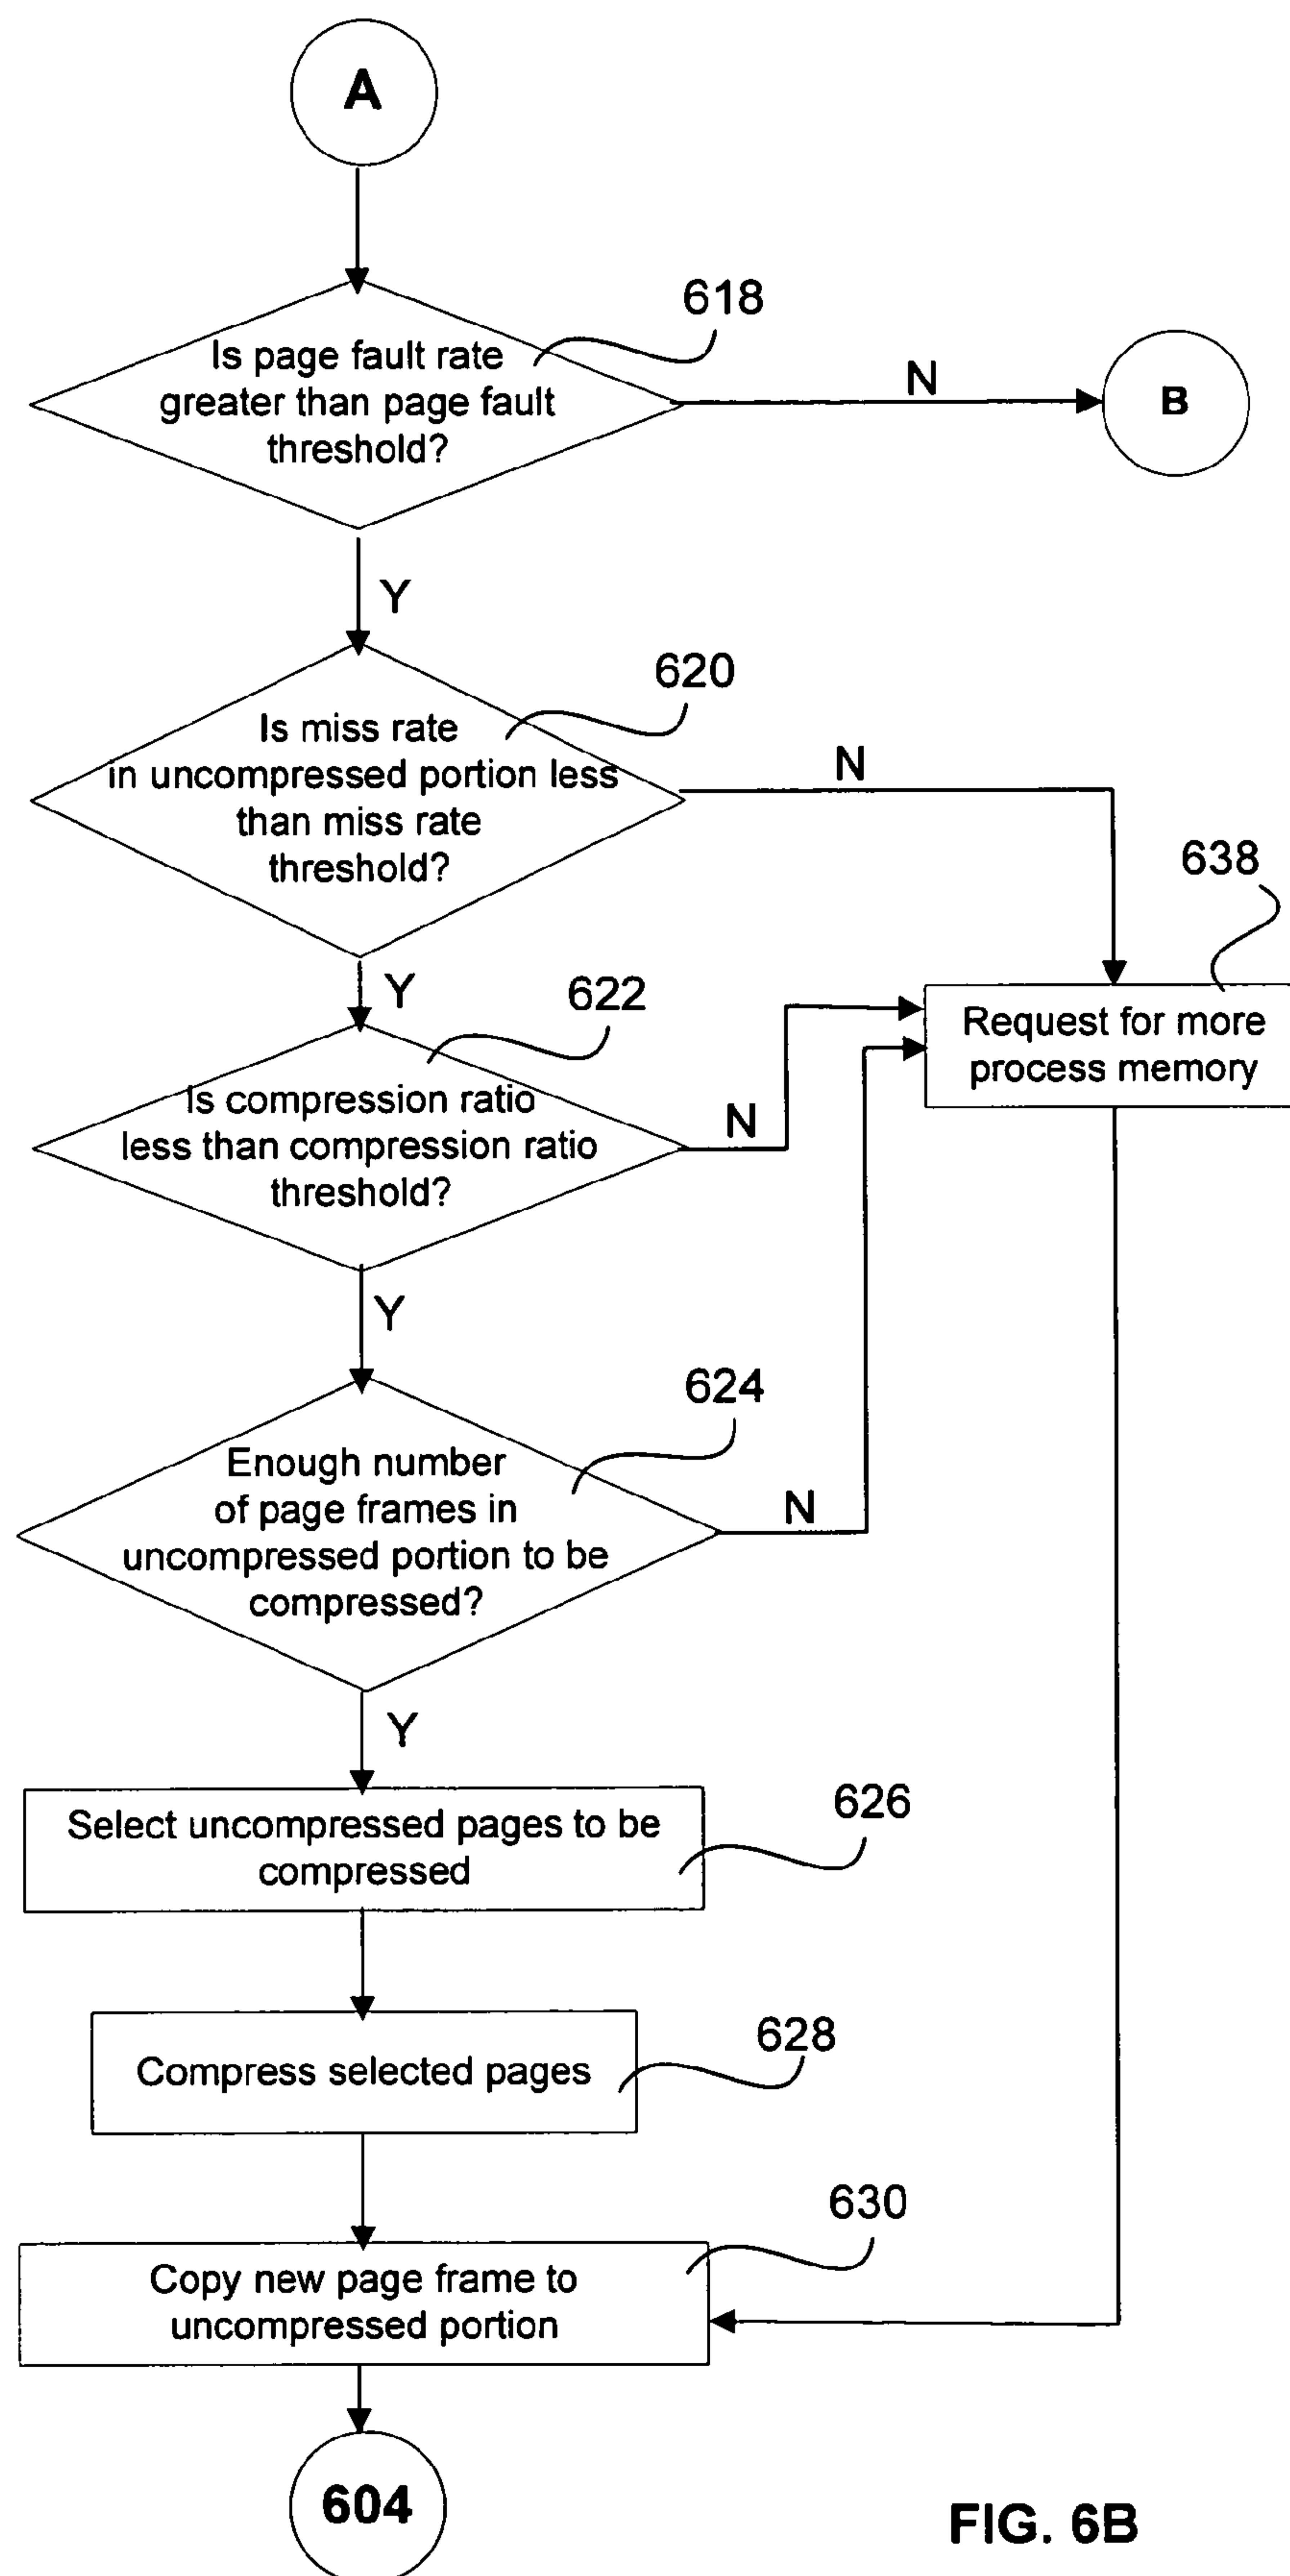 A
618
Is page fault rate
greater than page fault
threshold?
N
B
Y
620
Is miss rate
in uncompressed portion less
than miss rate
threshold?
N
638
Request for more
process memory
Y
622
Is compression ratio
less than compression ratio
threshold?
N
Y
624
Enough number
of page frames in
uncompressed portion to be
compressed?
N
Y
626
Select uncompressed pages to be
compressed
628
Compress selected pages
630
Copy new page frame to
uncompressed portion
604
FIG. 6B